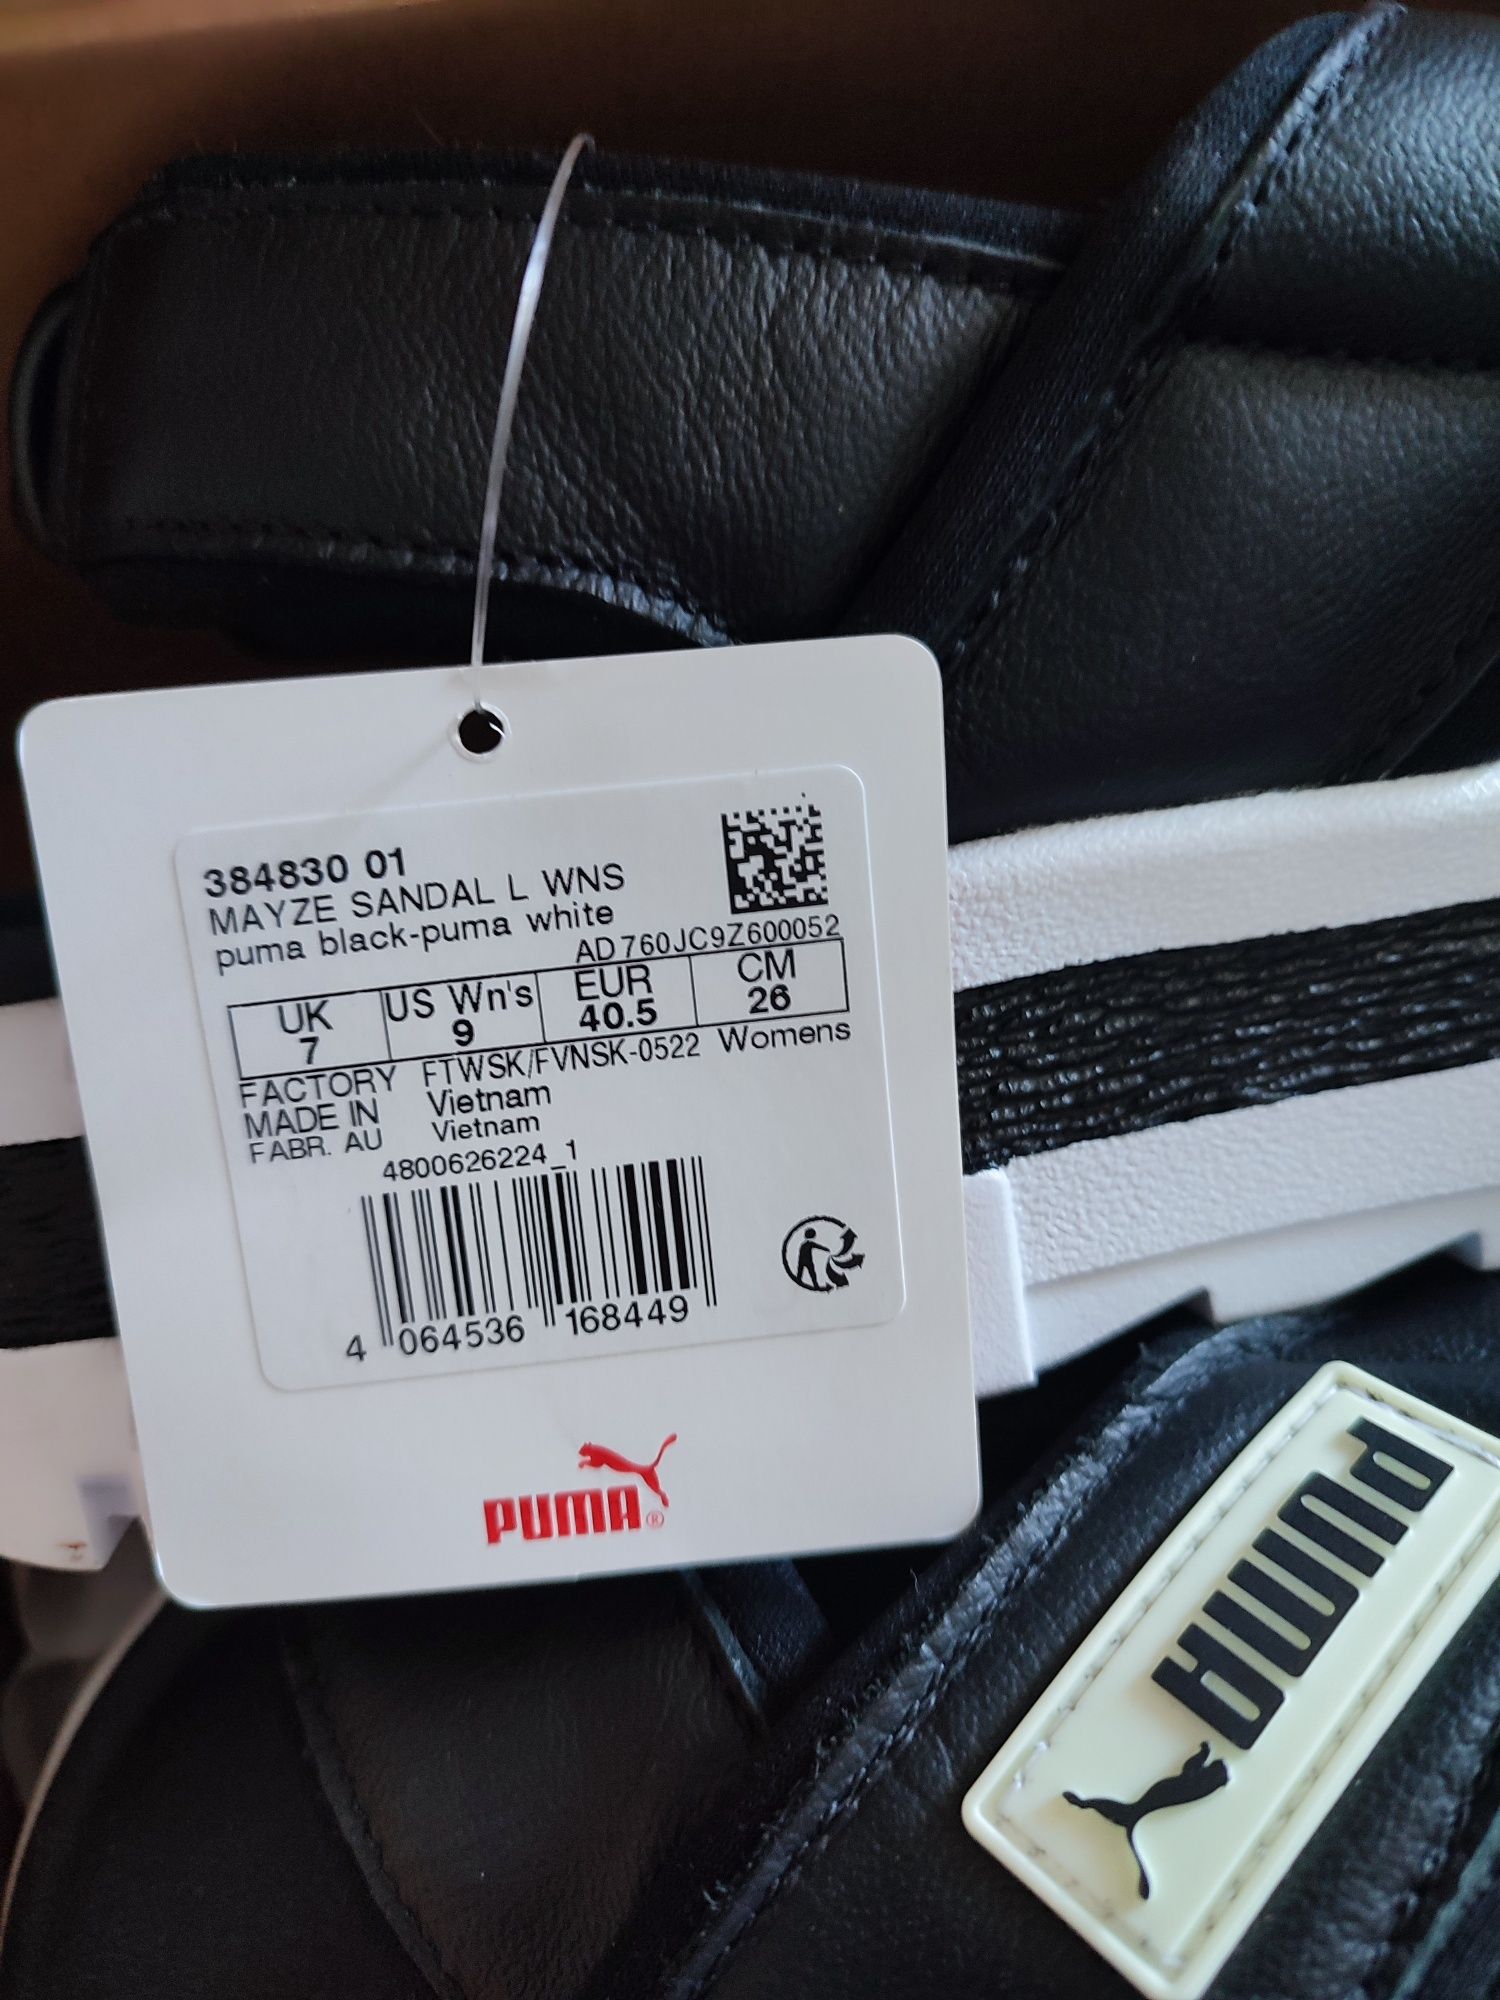 384830 01
MAYZE SANDAL L WNS
puma black-puma white
AD760JC9Z600052
UK US Wn's EUR CM
7 9 40.5 26
FACTORY FTWSK/FVNSK-0522 Womens
MADE IN Vietnam
FABR. AU Vietnam
4800626224_1
4 064536 168449
PUMA®
PUMA